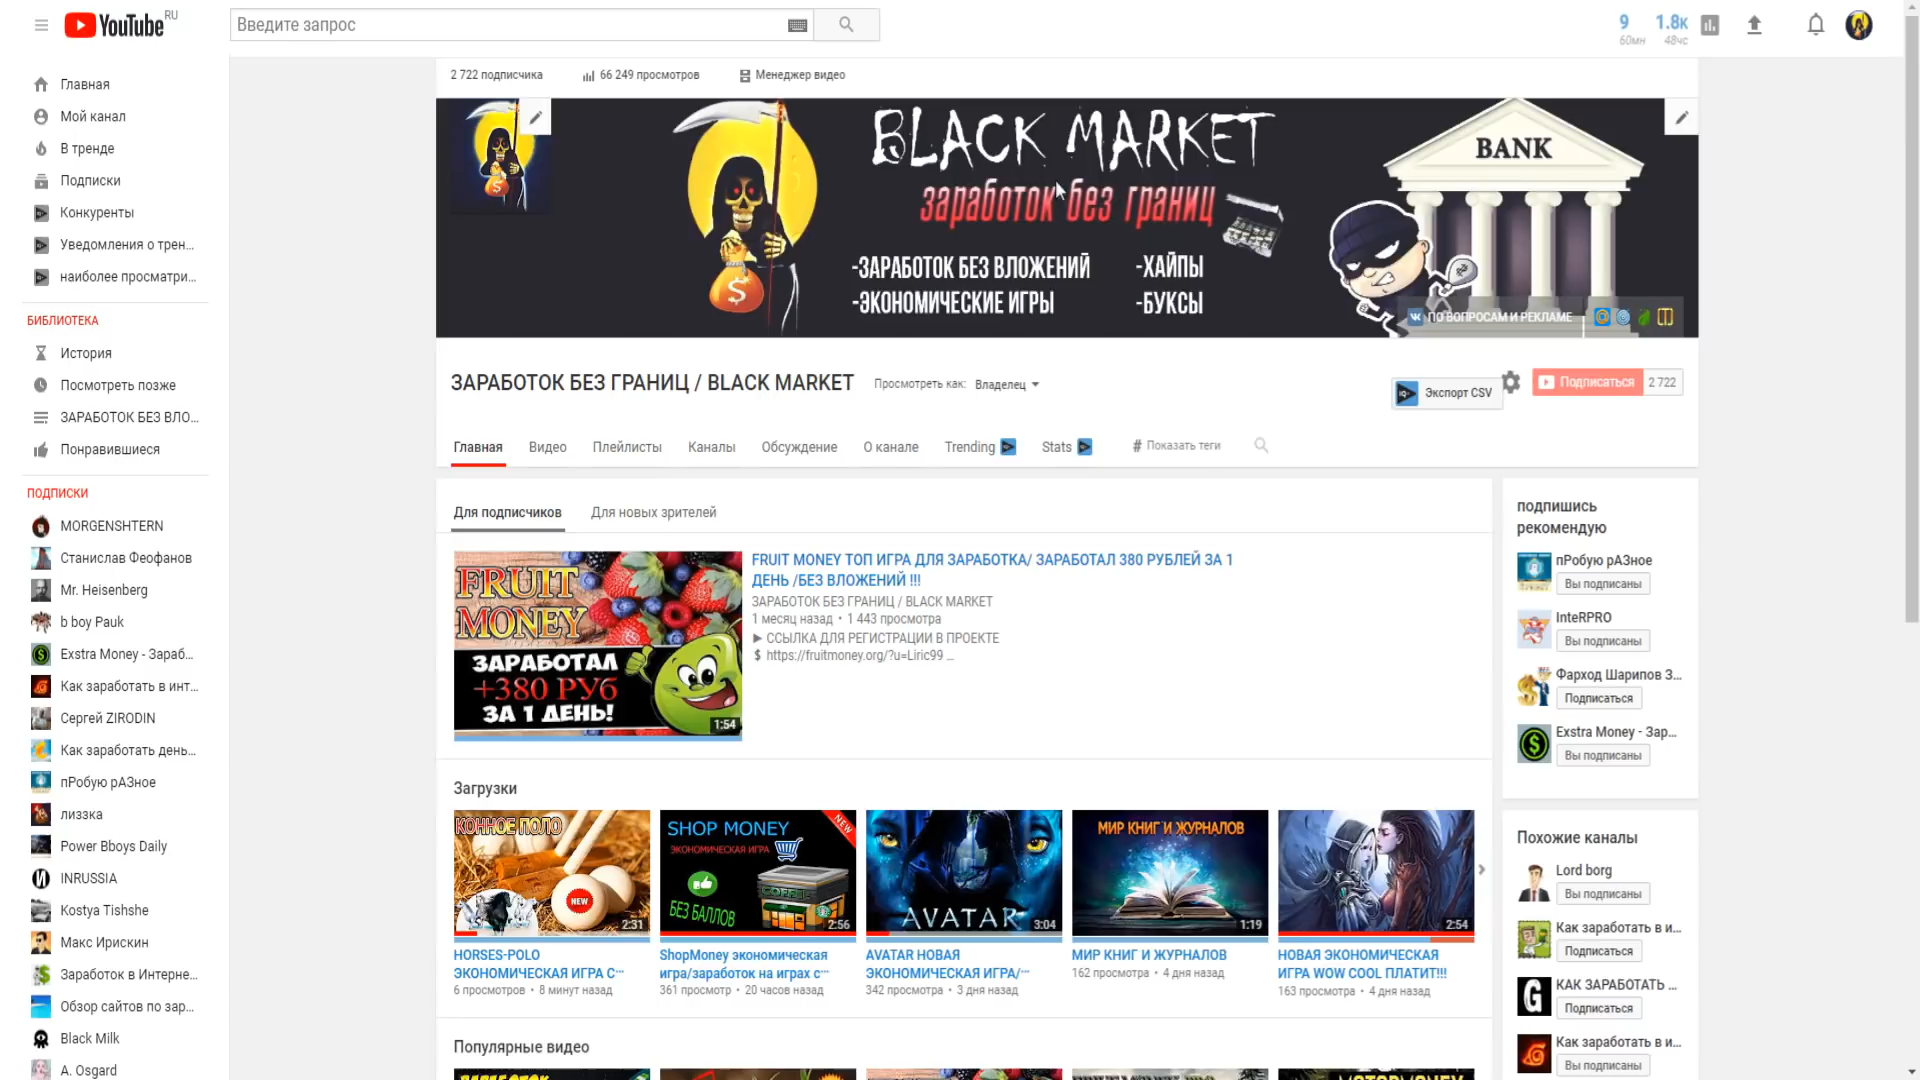 YouTube RU
Введите запрос
9
60мн
1.8к
48чс
Главная
Мой канал
В тренде
Подписки
Конкуренты
Уведомления о трен...
наиболее просматри...
БИБЛИОТЕКА
История
Посмотреть позже
ЗАРАБОТОК БЕЗ ВЛО...
Понравившиеся
ПОДПИСКИ
MORGENSHTERN
Станислав Феофанов
Mr. Heisenberg
b boy Pauk
Exstra Money - Зараб...
Как заработать в инт...
Сергей ZIRODIN
Как заработать день...
пРобую рАЗное
лиззка
Power Bboys Daily
INRUSSIA
Kostya Tishshe
Макс Ирискин
Заработок в Интерне...
Обзор сайтов по зар...
Black Milk
A. Osgard
2 722 подписчика
66 249 просмотров
Менеджер видео
BLACK MARKET
заработок без границ
-ЗАРАБОТОК БЕЗ ВЛОЖЕНИЙ
-ХАЙПЫ
-ЭКОНОМИЧЕСКИЕ ИГРЫ
-БУКСЫ
BANK
ПО ВОПРОСАМ И РЕКЛАМЕ
ЗАРАБОТОК БЕЗ ГРАНИЦ / BLACK MARKET
Просмотреть как: Владелец
Экспорт CSV
Подписаться 2 722
Главная
Видео
Плейлисты
Каналы
Обсуждение
О канале
Trending
Stats
# Показать теги
Для подписчиков
Для новых зрителей
FRUIT
MONEY
ЗАРАБОТАЛ
+380 РУБ
ЗА 1 ДЕНЬ!
1:54
FRUIT MONEY ТОП ИГРА ДЛЯ ЗАРАБОТКА/ ЗАРАБОТАЛ 380 РУБЛЕЙ ЗА 1
ДЕНЬ /БЕЗ ВЛОЖЕНИЙ !!!
ЗАРАБОТОК БЕЗ ГРАНИЦ / BLACK MARKET
1 месяц назад • 1 443 просмотра
► ССЫЛКА ДЛЯ РЕГИСТРАЦИИ В ПРОЕКТЕ
$ https://fruitmoney.org/?u=Liric99 ...
Загрузки
КОННОЕ ПОЛО
NEW
2:31
HORSES-POLO
ЭКОНОМИЧЕСКАЯ ИГРА С...
6 просмотров • 8 минут назад
SHOP MONEY
NEW
ЭКОНОМИЧЕСКАЯ ИГРА
БЕЗ БАЛЛОВ
2:56
ShopMoney экономическая
игра/заработок на играх с...
361 просмотр • 20 часов назад
AVATAR
3:04
AVATAR НОВАЯ
ЭКОНОМИЧЕСКАЯ ИГРА/...
342 просмотра • 3 дня назад
МИР КНИГ И ЖУРНАЛОВ
1:19
МИР КНИГ И ЖУРНАЛОВ
162 просмотра • 4 дня назад
2:54
НОВАЯ ЭКОНОМИЧЕСКАЯ
ИГРА WOW COOL ПЛАТИТ!!!
163 просмотра • 4 дня назад
Популярные видео
подпишись
рекомендую
пРобую рАЗное
Вы подписаны
InteRPRO
Вы подписаны
Фарход Шарипов З...
Подписаться
Exstra Money - Зар...
Вы подписаны
Похожие каналы
Lord borg
Вы подписаны
Как заработать в и...
Подписаться
КАК ЗАРАБОТАТЬ ...
Подписаться
Как заработать в и...
Вы подписаны